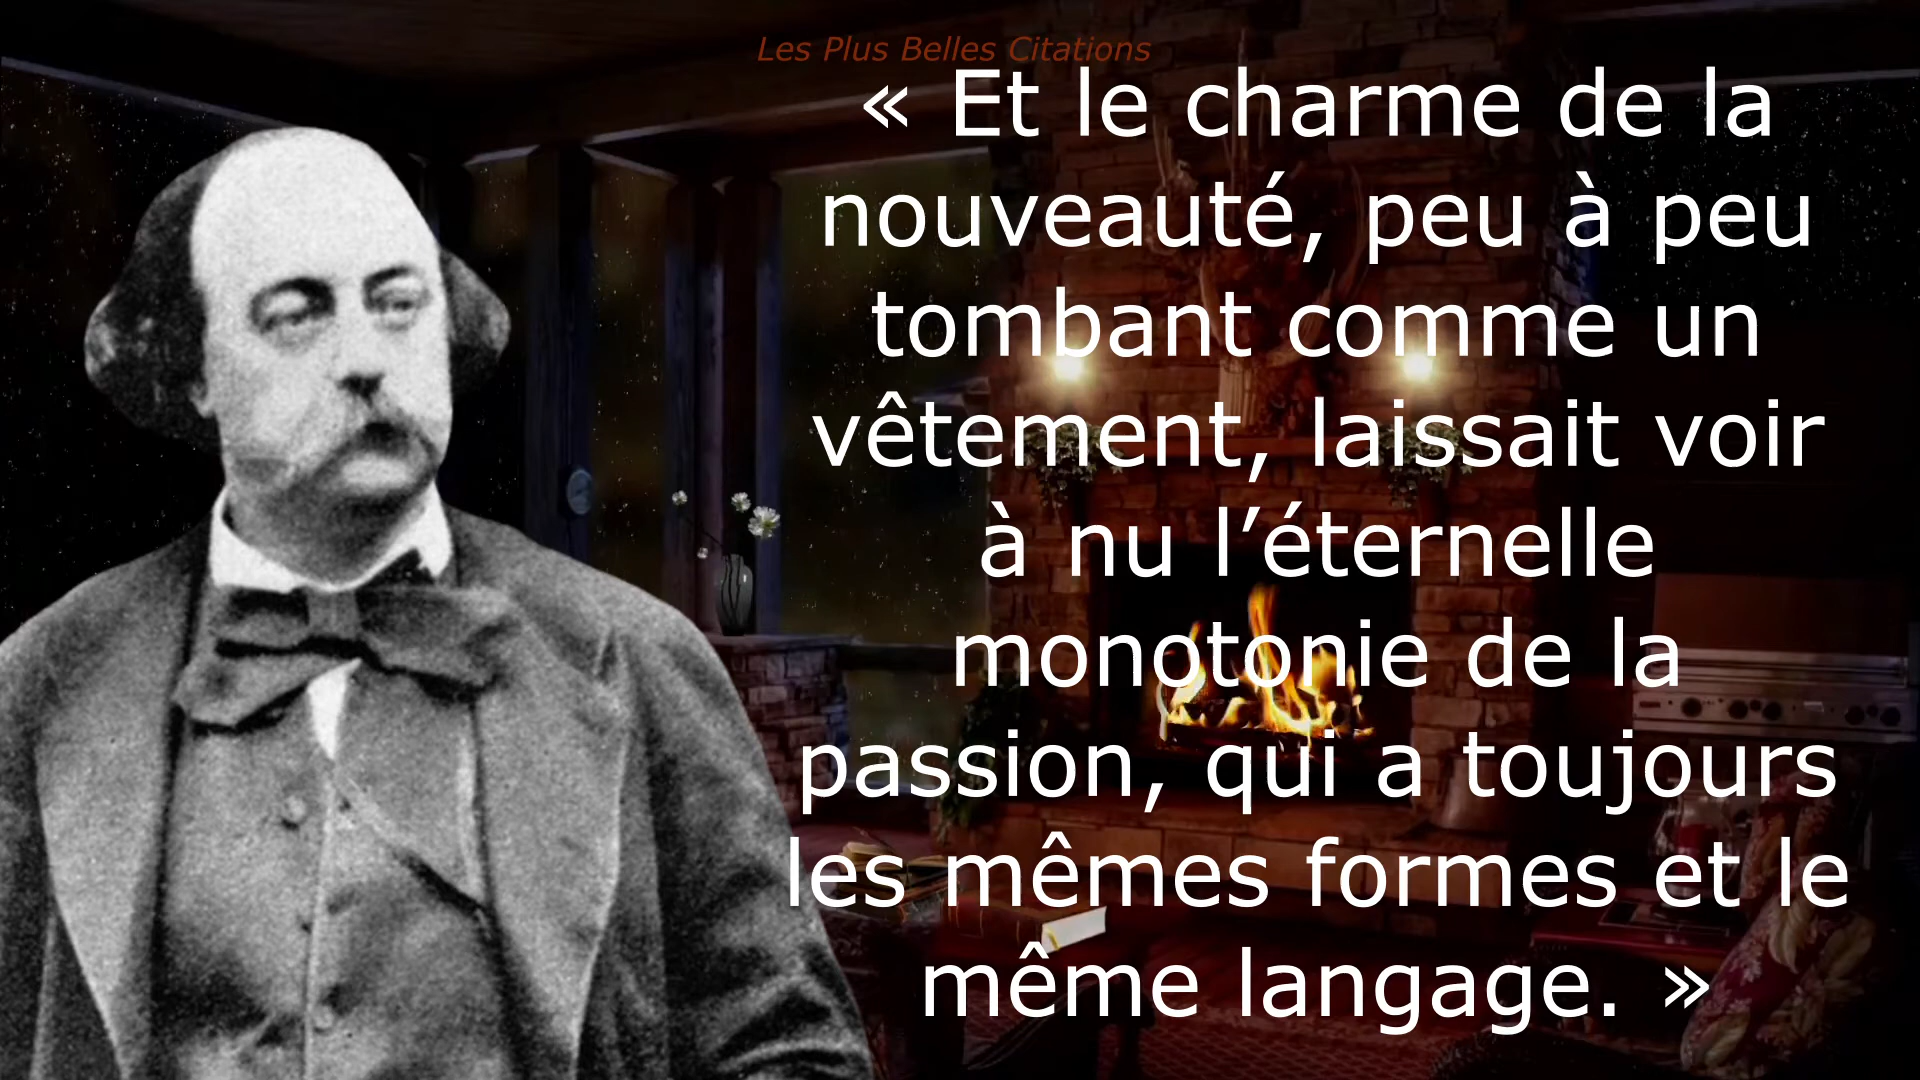 Les Plus Belles Citations
« Et le charme de la
nouveauté, peu à peu
tombant comme un
vêtement, laissait voir
à nu l’éternelle
monotonie de la
passion, qui a toujours
les mêmes formes et le
même langage. »